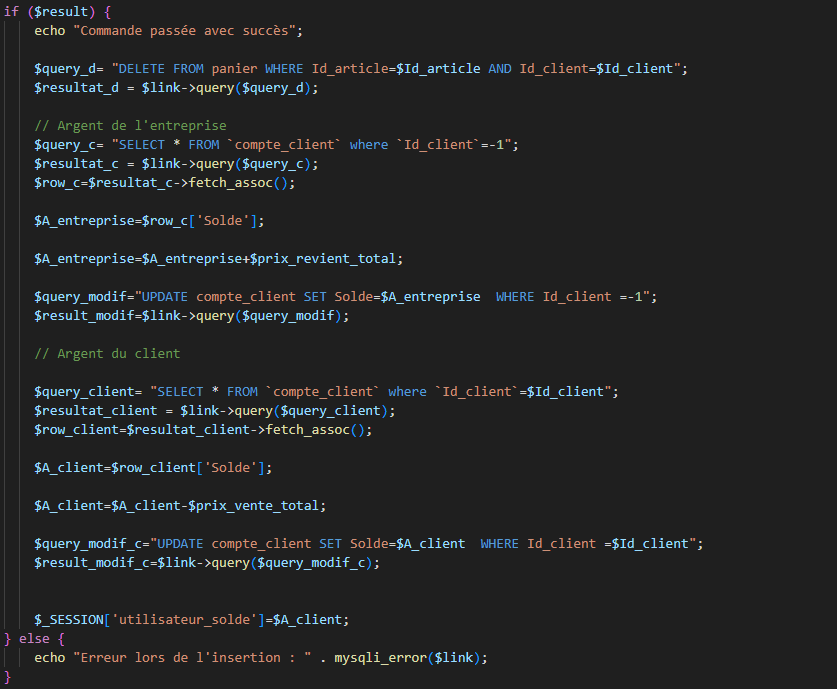 if ($result) {
echo "Commande passée avec succès";
$query_d= "DELETE FROM panier WHERE Id_article=$Id_article AND Id_client=$Id_client";
$resultat_d = $link->query($query_d);
// Argent de l'entreprise
$query_c= "SELECT * FROM `compte_client` where `Id_client`=-1";
$resultat_c = $link->query($query_c);
$row_c=$resultat_c->fetch_assoc();
$A_entreprise=$row_c['Solde'];
$A_entreprise=$A_entreprise+$prix_revient_total;
$query_modif="UPDATE compte_client SET Solde=$A_entreprise  WHERE Id_client =-1";
$result_modif=$link->query($query_modif);
// Argent du client
$query_client= "SELECT * FROM `compte_client` where `Id_client`=$Id_client";
$resultat_client = $link->query($query_client);
$row_client=$resultat_client->fetch_assoc();
$A_client=$row_client['Solde'];
$A_client=$A_client-$prix_vente_total;
$query_modif_c="UPDATE compte_client SET Solde=$A_client  WHERE Id_client =$Id_client";
$result_modif_c=$link->query($query_modif_c);
$_SESSION['utilisateur_solde']=$A_client;
} else {
echo "Erreur lors de l'insertion : " . mysqli_error($link);
}